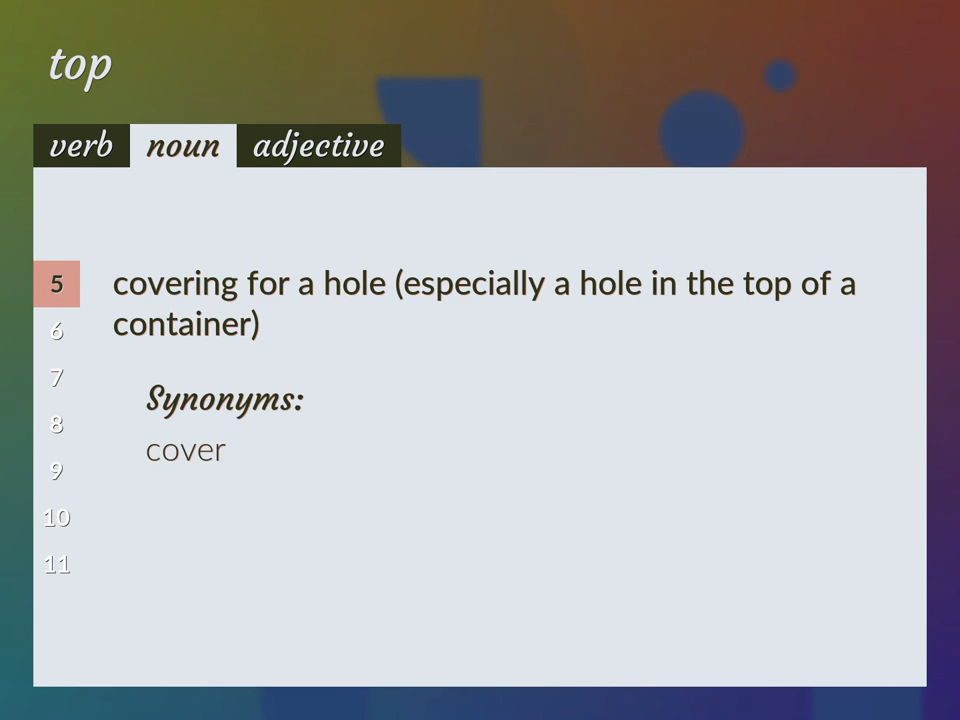 top
verb noun adjective
5 covering for a hole (especially a hole in the top of a
container)
6
7
8
9
10
11
Synonyms:
cover